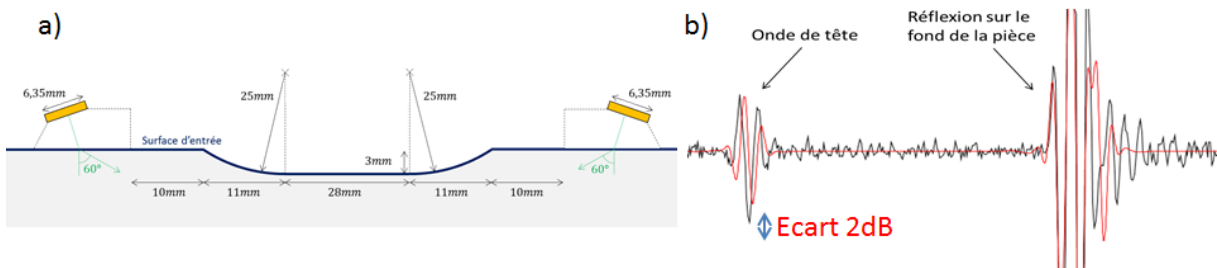 a)
6,35mm
25mm
25mm
6,35mm
Surface d'entrée
3mm
60°
60°
10mm
11mm
28mm
11mm
10mm
b)
Onde de tête
Réflexion sur le
fond de la pièce
Ecart 2dB